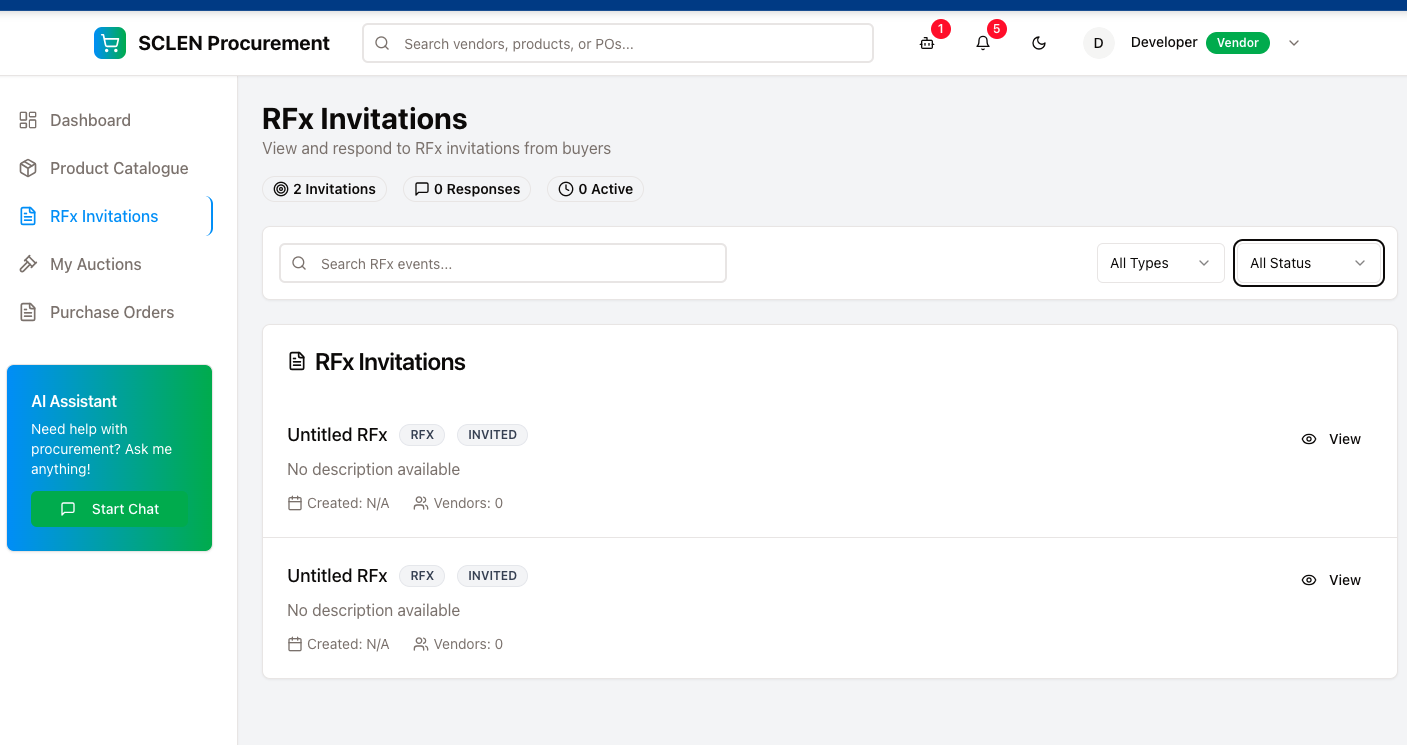 SCLEN Procurement
Search vendors, products, or POs...
1
5
D
Developer
Vendor
Dashboard
Product Catalogue
RFx Invitations
My Auctions
Purchase Orders
AI Assistant
Need help with
procurement? Ask me
anything!
Start Chat
RFx Invitations
View and respond to RFx invitations from buyers
2 Invitations
0 Responses
0 Active
Search RFx events...
All Types
All Status
RFx Invitations
Untitled RFx RFX INVITED
View
No description available
Created: N/A Vendors: 0
Untitled RFx RFX INVITED
View
No description available
Created: N/A Vendors: 0